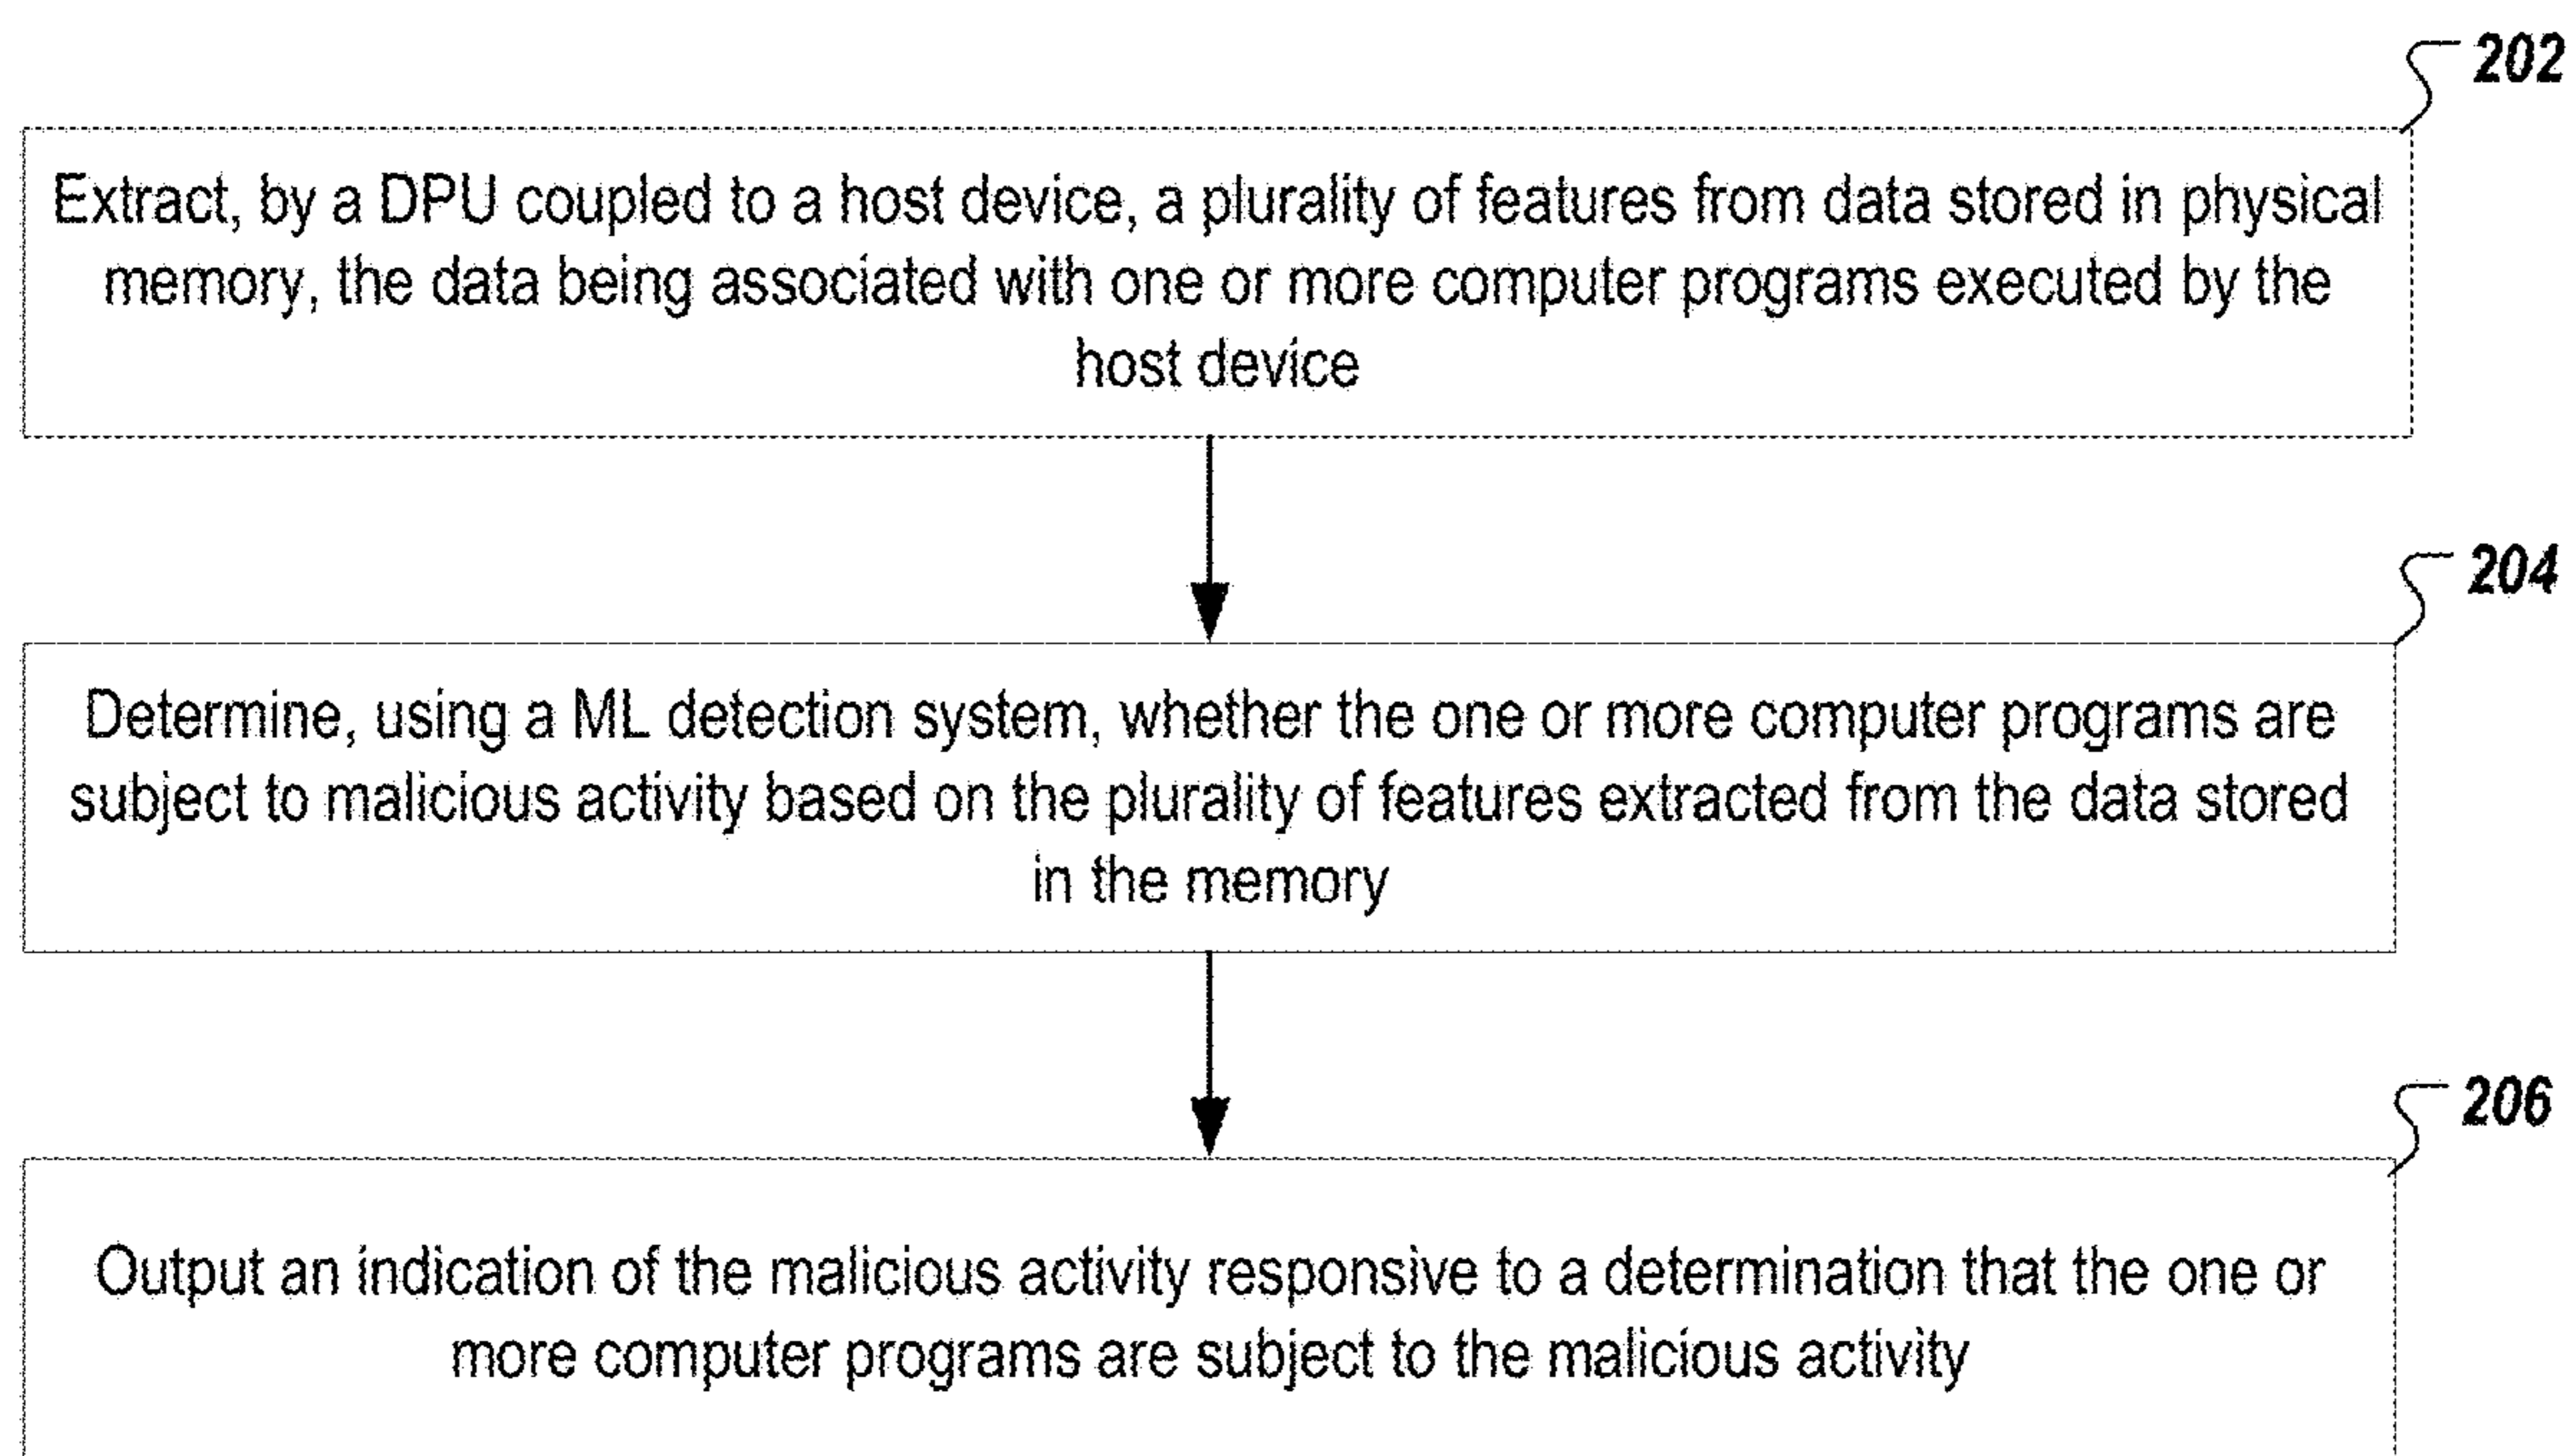 202
Extract, by a DPU coupled to a host device, a plurality of features from data stored in physical
memory, the data being associated with one or more computer programs executed by the
host device
204
Determine, using a ML detection system, whether the one or more computer programs are
subject to malicious activity based on the plurality of features extracted from the data stored
in the memory
206
Output an indication of the malicious activity responsive to a determination that the one or
more computer programs are subject to the malicious activity